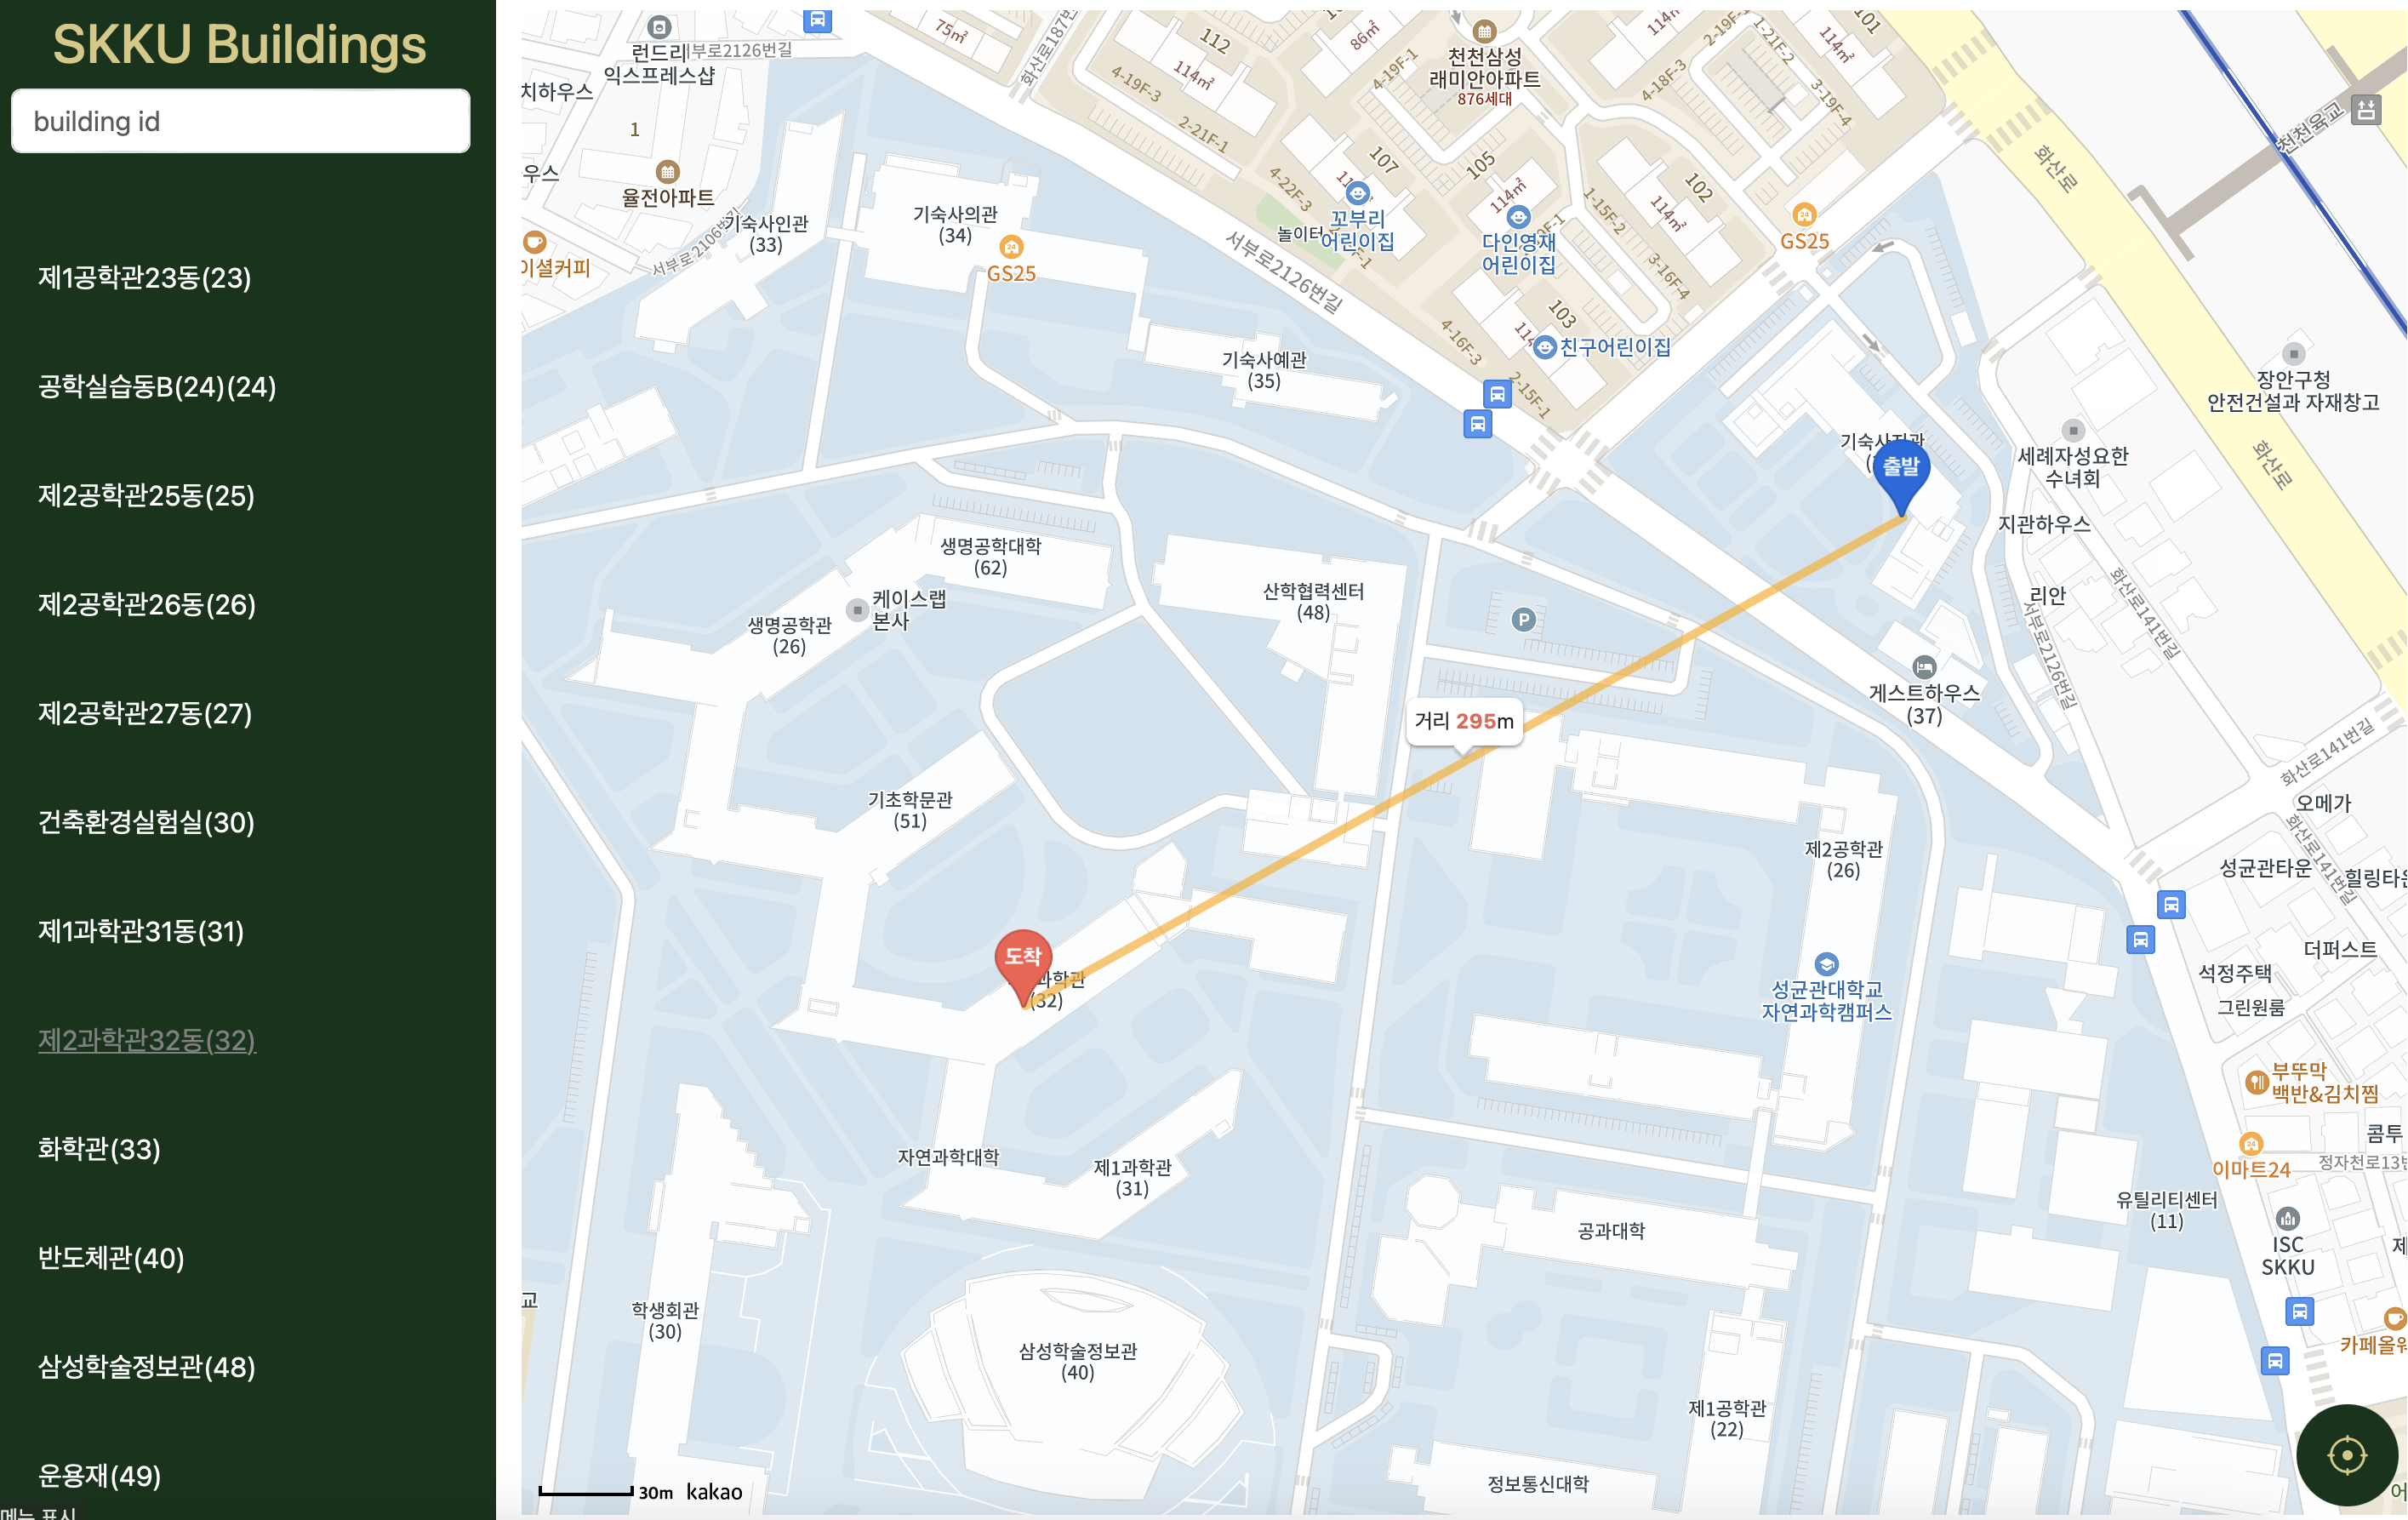 SKKU Buildings
building id
제1공학관23동(23)
공학실습동B(24)(24)
제2공학관25동(25)
제2공학관26동(26)
제2공학관27동(27)
건축환경실험실(30)
제1과학관31동(31)
제2과학관32동(32)
화학관(33)
반도체관(40)
삼성학술정보관(48)
운용재(49)
런드리
익스프레스샵
부로2126번길
치하우스
1
우스
율전아파트
서부로2106번길
이셜커피
기숙사인관
(33)
75m²
화산로187번
기숙사의관
(34)
GS25
112
114m²
4-19F-3
2-21F-1
86m²
4-19F-1
천천삼성
래미안아파트
876세대
107
105
4-22F-3
놀이터
꼬부리
어린이집
114m²
다인영재
어린이집
1-15F-2
3-16F-4
102
114m²
103
친구어린이집
4-16F-3
2-15F-1
114m²
4-18F-3
2-19F-1
1-21F-2
114m²
101
3-19F-4
GS25
서부로2126번길
화산로
천천육교
화산로
장안구청
안전건설과 자재창고
세례자성요한
수녀회
기숙사예관
(35)
출발
지관하우스
리안
화산로141번길
서부로2126번길
게스트하우스
(37)
생명공학대학
(62)
케이스랩
본사
생명공학관
(26)
산학협력센터
(48)
P
거리 295m
기초학문관
(51)
제2공학관
(26)
화산로141번길
오메가
화산로141번길
성균관타운
더퍼스트
석정주택
그린원룸
도착
과학관
(32)
성균관대학교
자연과학캠퍼스
부뚜막
백반&김치찜
콤투
이마트24
정자천로13
유틸리티센터
(11)
ISC
SKKU
자연과학대학
제1과학관
(31)
공과대학
교
학생회관
(30)
삼성학술정보관
(40)
제1공학관
(22)
정보통신대학
30m kakao
메뉴 표시